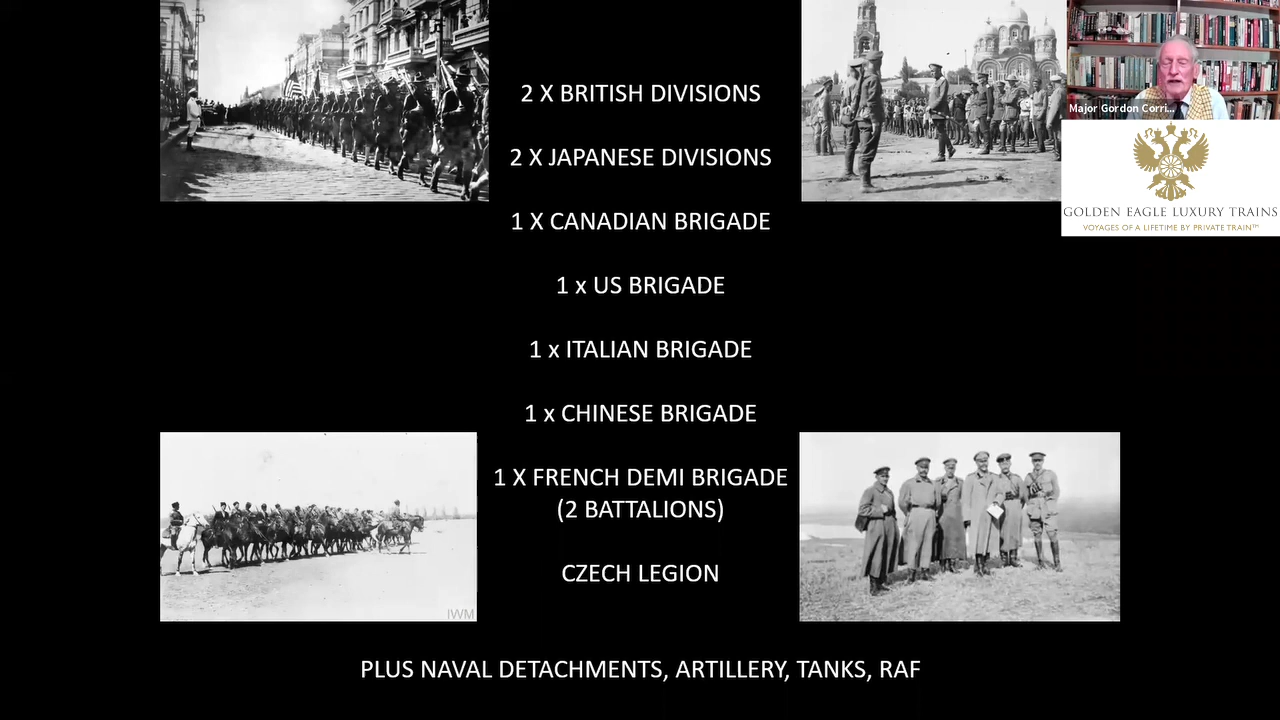 2 X BRITISH DIVISIONS
2 X JAPANESE DIVISIONS
1 X CANADIAN BRIGADE
1 x US BRIGADE
1 x ITALIAN BRIGADE
1 x CHINESE BRIGADE
1 X FRENCH DEMI BRIGADE
(2 BATTALIONS)
CZECH LEGION
PLUS NAVAL DETACHMENTS, ARTILLERY, TANKS, RAF
IWM
Major Gordon Corri...
GOLDEN EAGLE LUXURY TRAINS
VOYAGES OF A LIFETIME BY PRIVATE TRAIN™